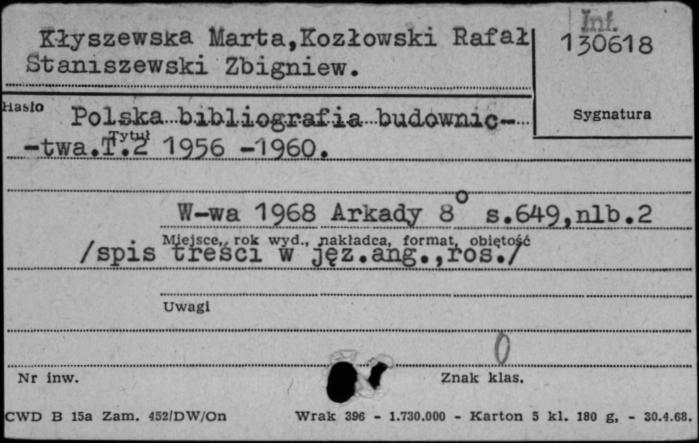 Inf.
Kłyszewska Marta,Kozłowski Rafał
130618
Staniszewski Zbigniew.
Hasło
Polska bibliografia budownic-
Sygnatura
Tytuł
-twa.T.2 1956 -1960.
W-wa 1968 Arkady 8° s.649,nlb.2
Miejsce, rok wyd., nakładca, format, objętość
/spis treści w jęz.ang.,ros./
Uwagi
0
Nr inw.
Znak klas.
CWD B 15a Zam. 452/DW/On Wrak 396 - 1.730.000 - Karton 5 kl. 180 g. - 30.4.68.